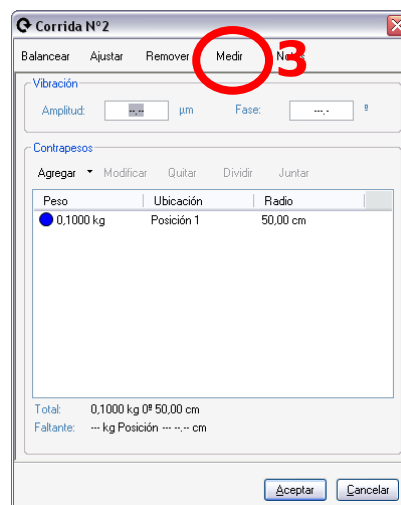 Corrida Nº2
Balancear Ajustar Remover Medir 3
Vibración
Amplitud: --,-- µm Fase: ---,- º
Contrapesos
Agregar Modificar Quitar Dividir Juntar
Peso Ubicación Radio
0,1000 kg Posición 1 50,00 cm
Total: 0,1000 kg 0º 50,00 cm
Faltante: --- kg Posición --- --,-- cm
Aceptar Cancelar